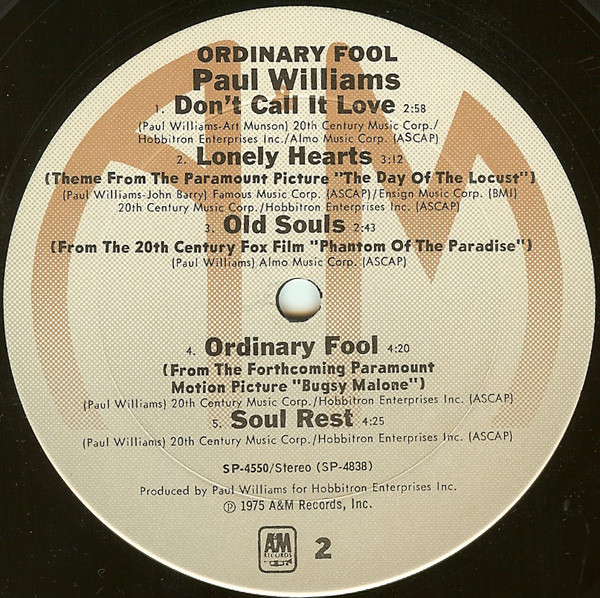 ORDINARY FOOL
Paul Williams
1. Don't Call It Love 2:58
(Paul Williams-Art Munson) 20th Century Music Corp./
Hobbitron Enterprises Inc./Almo Music Corp. (ASCAP)
2. Lonely Hearts 3:12
(Theme From The Paramount Picture "The Day Of The Locust")
(Paul Williams-John Barry) Famous Music Corp. (ASCAP)/Ensign Music Corp. (BMI)
20th Century Music Corp./Hobbitron Enterprises Inc. (ASCAP)
3. Old Souls 2:43
(From The 20th Century Fox Film "Phantom Of The Paradise")
(Paul Williams) Almo Music Corp. (ASCAP)
4. Ordinary Fool 4:20
(From The Forthcoming Paramount
Motion Picture "Bugsy Malone")
(Paul Williams) 20th Century Music Corp./Hobbitron Enterprises Inc. (ASCAP)
5. Soul Rest 4:25
(Paul Williams) 20th Century Music Corp./Hobbitron Enterprises Inc. (ASCAP)
SP-4550/Stereo (SP-4838)
Produced by Paul Williams for Hobbitron Enterprises Inc.
℗ 1975 A&M Records, Inc.
A&M RECORDS 2